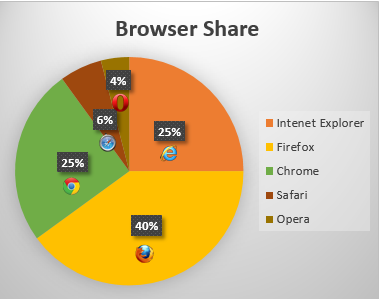 Browser Share
4%
6%
25%
25%
40%
Intenet Explorer
Firefox
Chrome
Safari
Opera